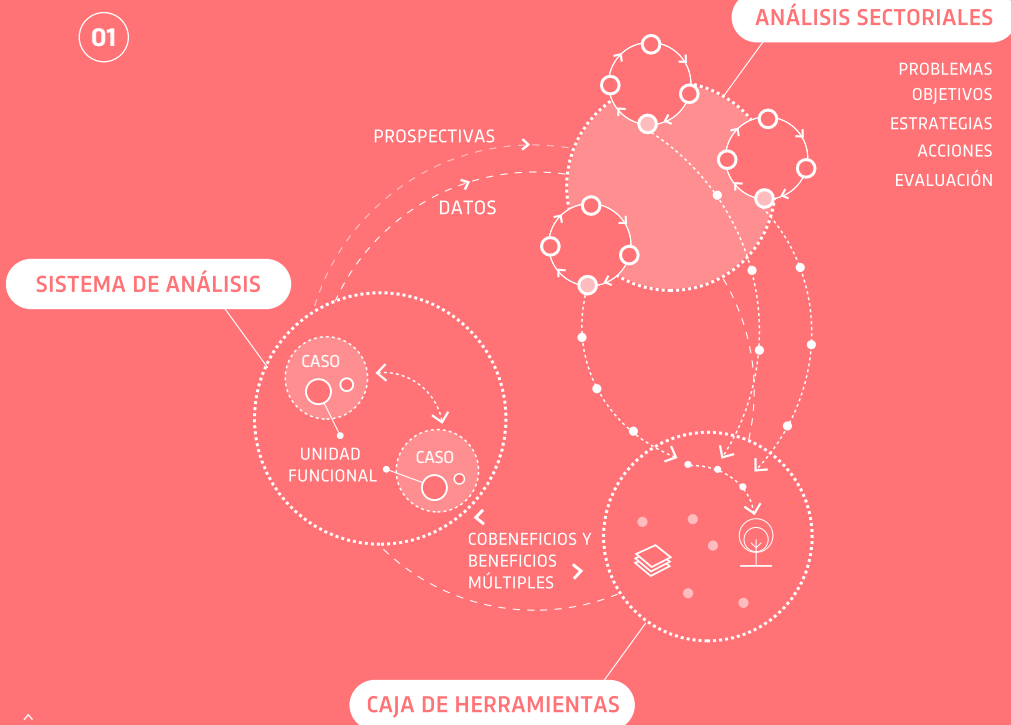 01
ANÁLISIS SECTORIALES
PROBLEMAS
OBJETIVOS
ESTRATEGIAS
ACCIONES
EVALUACIÓN
PROSPECTIVAS
DATOS
SISTEMA DE ANÁLISIS
CASO
UNIDAD
FUNCIONAL
CASO
COBENEFICIOS Y
BENEFICIOS
MÚLTIPLES
CAJA DE HERRAMIENTAS